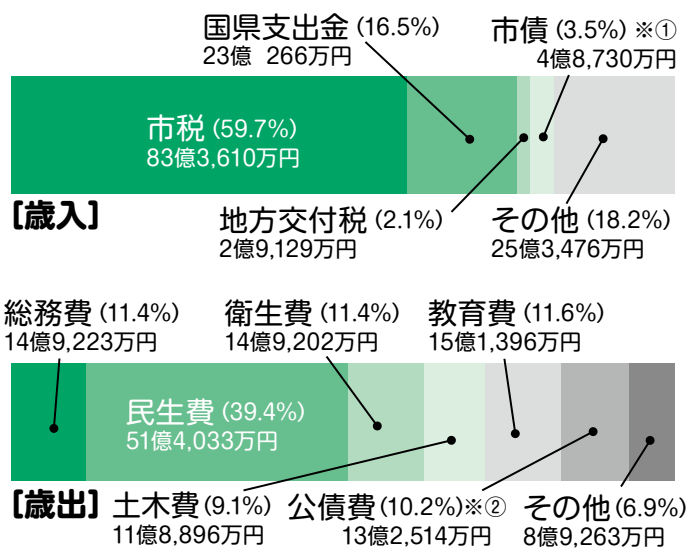 国県支出金(16.5%)
23億 266万円
市債(3.5%)※①
4億8,730万円
市税(59.7%)
83億3,610万円
[歳入]
地方交付税(2.1%)
2億9,129万円
その他(18.2%)
25億3,476万円
総務費(11.4%)
14億9,223万円
衛生費(11.4%)
14億9,202万円
教育費(11.6%)
15億1,396万円
民生費(39.4%)
51億4,033万円
[歳出]
土木費(9.1%)
11億8,896万円
公債費(10.2%)※②
13億2,514万円
その他(6.9%)
8億9,263万円